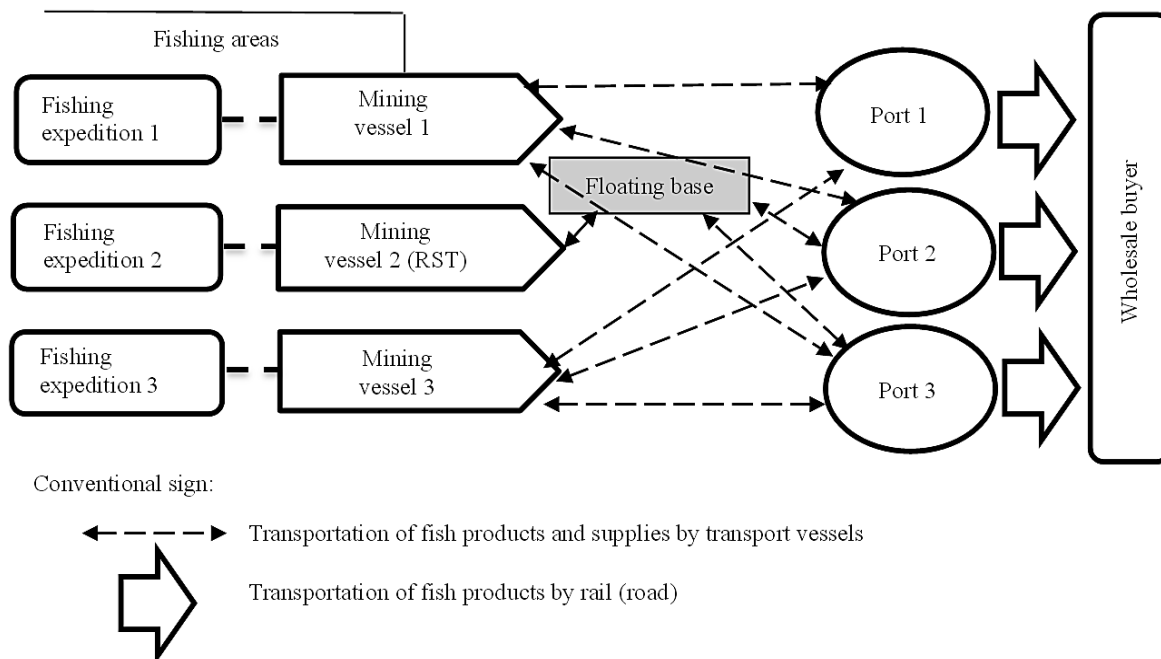 Fishing areas
Fishing
expedition 1
Mining
vessel 1
Port 1
Floating base
Fishing
expedition 2
Mining
vessel 2 (RST)
Port 2
Fishing
expedition 3
Mining
vessel 3
Port 3
Wholesale buyer
Conventional sign:
Transportation of fish products and supplies by transport vessels
Transportation of fish products by rail (road)